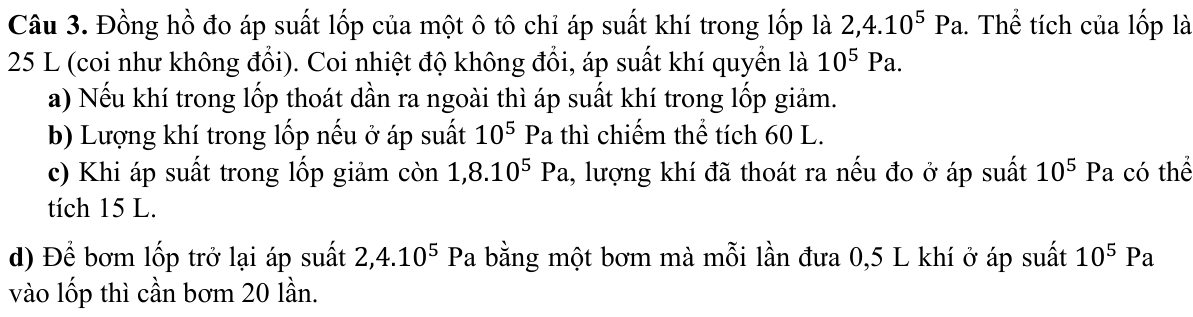 Câu 3. Đồng hồ đo áp suất lốp của một ô tô chỉ áp suất khí trong lốp là 2,4.10⁵ Pa. Thể tích của lốp là
25 L (coi như không đổi). Coi nhiệt độ không đổi, áp suất khí quyển là 10⁵ Pa.
a) Nếu khí trong lốp thoát dần ra ngoài thì áp suất khí trong lốp giảm.
b) Lượng khí trong lốp nếu ở áp suất 10⁵ Pa thì chiếm thể tích 60 L.
c) Khi áp suất trong lốp giảm còn 1,8.10⁵ Pa, lượng khí đã thoát ra nếu đo ở áp suất 10⁵ Pa có thể
tích 15 L.
d) Để bơm lốp trở lại áp suất 2,4.10⁵ Pa bằng một bơm mà mỗi lần đưa 0,5 L khí ở áp suất 10⁵ Pa
vào lốp thì cần bơm 20 lần.